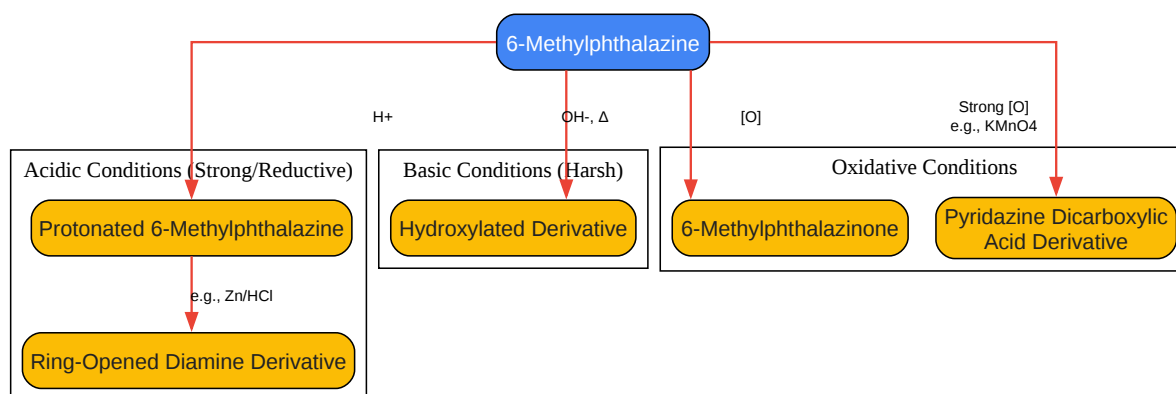 6-Methylphthalazine
H+
OH-, Δ
[O]
Strong [O]
e.g., KMnO4
Acidic Conditions (Strong/Reductive)
Basic Conditions (Harsh)
Oxidative Conditions
Protonated 6-Methylphthalazine
Hydroxylated Derivative
6-Methylphthalazinone
Pyridazine Dicarboxylic
Acid Derivative
e.g., Zn/HCl
Ring-Opened Diamine Derivative